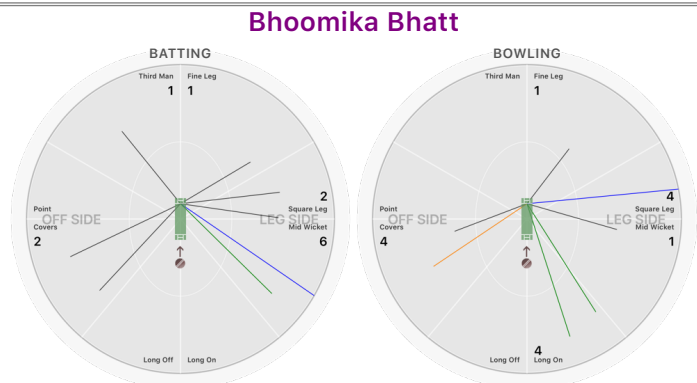 Bhoomika Bhatt
BATTING
Third Man
1
Fine Leg
1
2
Square Leg
Point
OFF SIDE
LEG SIDE
Covers
2
Mid Wicket
6
Long Off
Long On
BOWLING
Third Man
Fine Leg
1
4
Square Leg
Point
OFF SIDE
LEG SIDE
Covers
4
Mid Wicket
1
4
Long Off
Long On